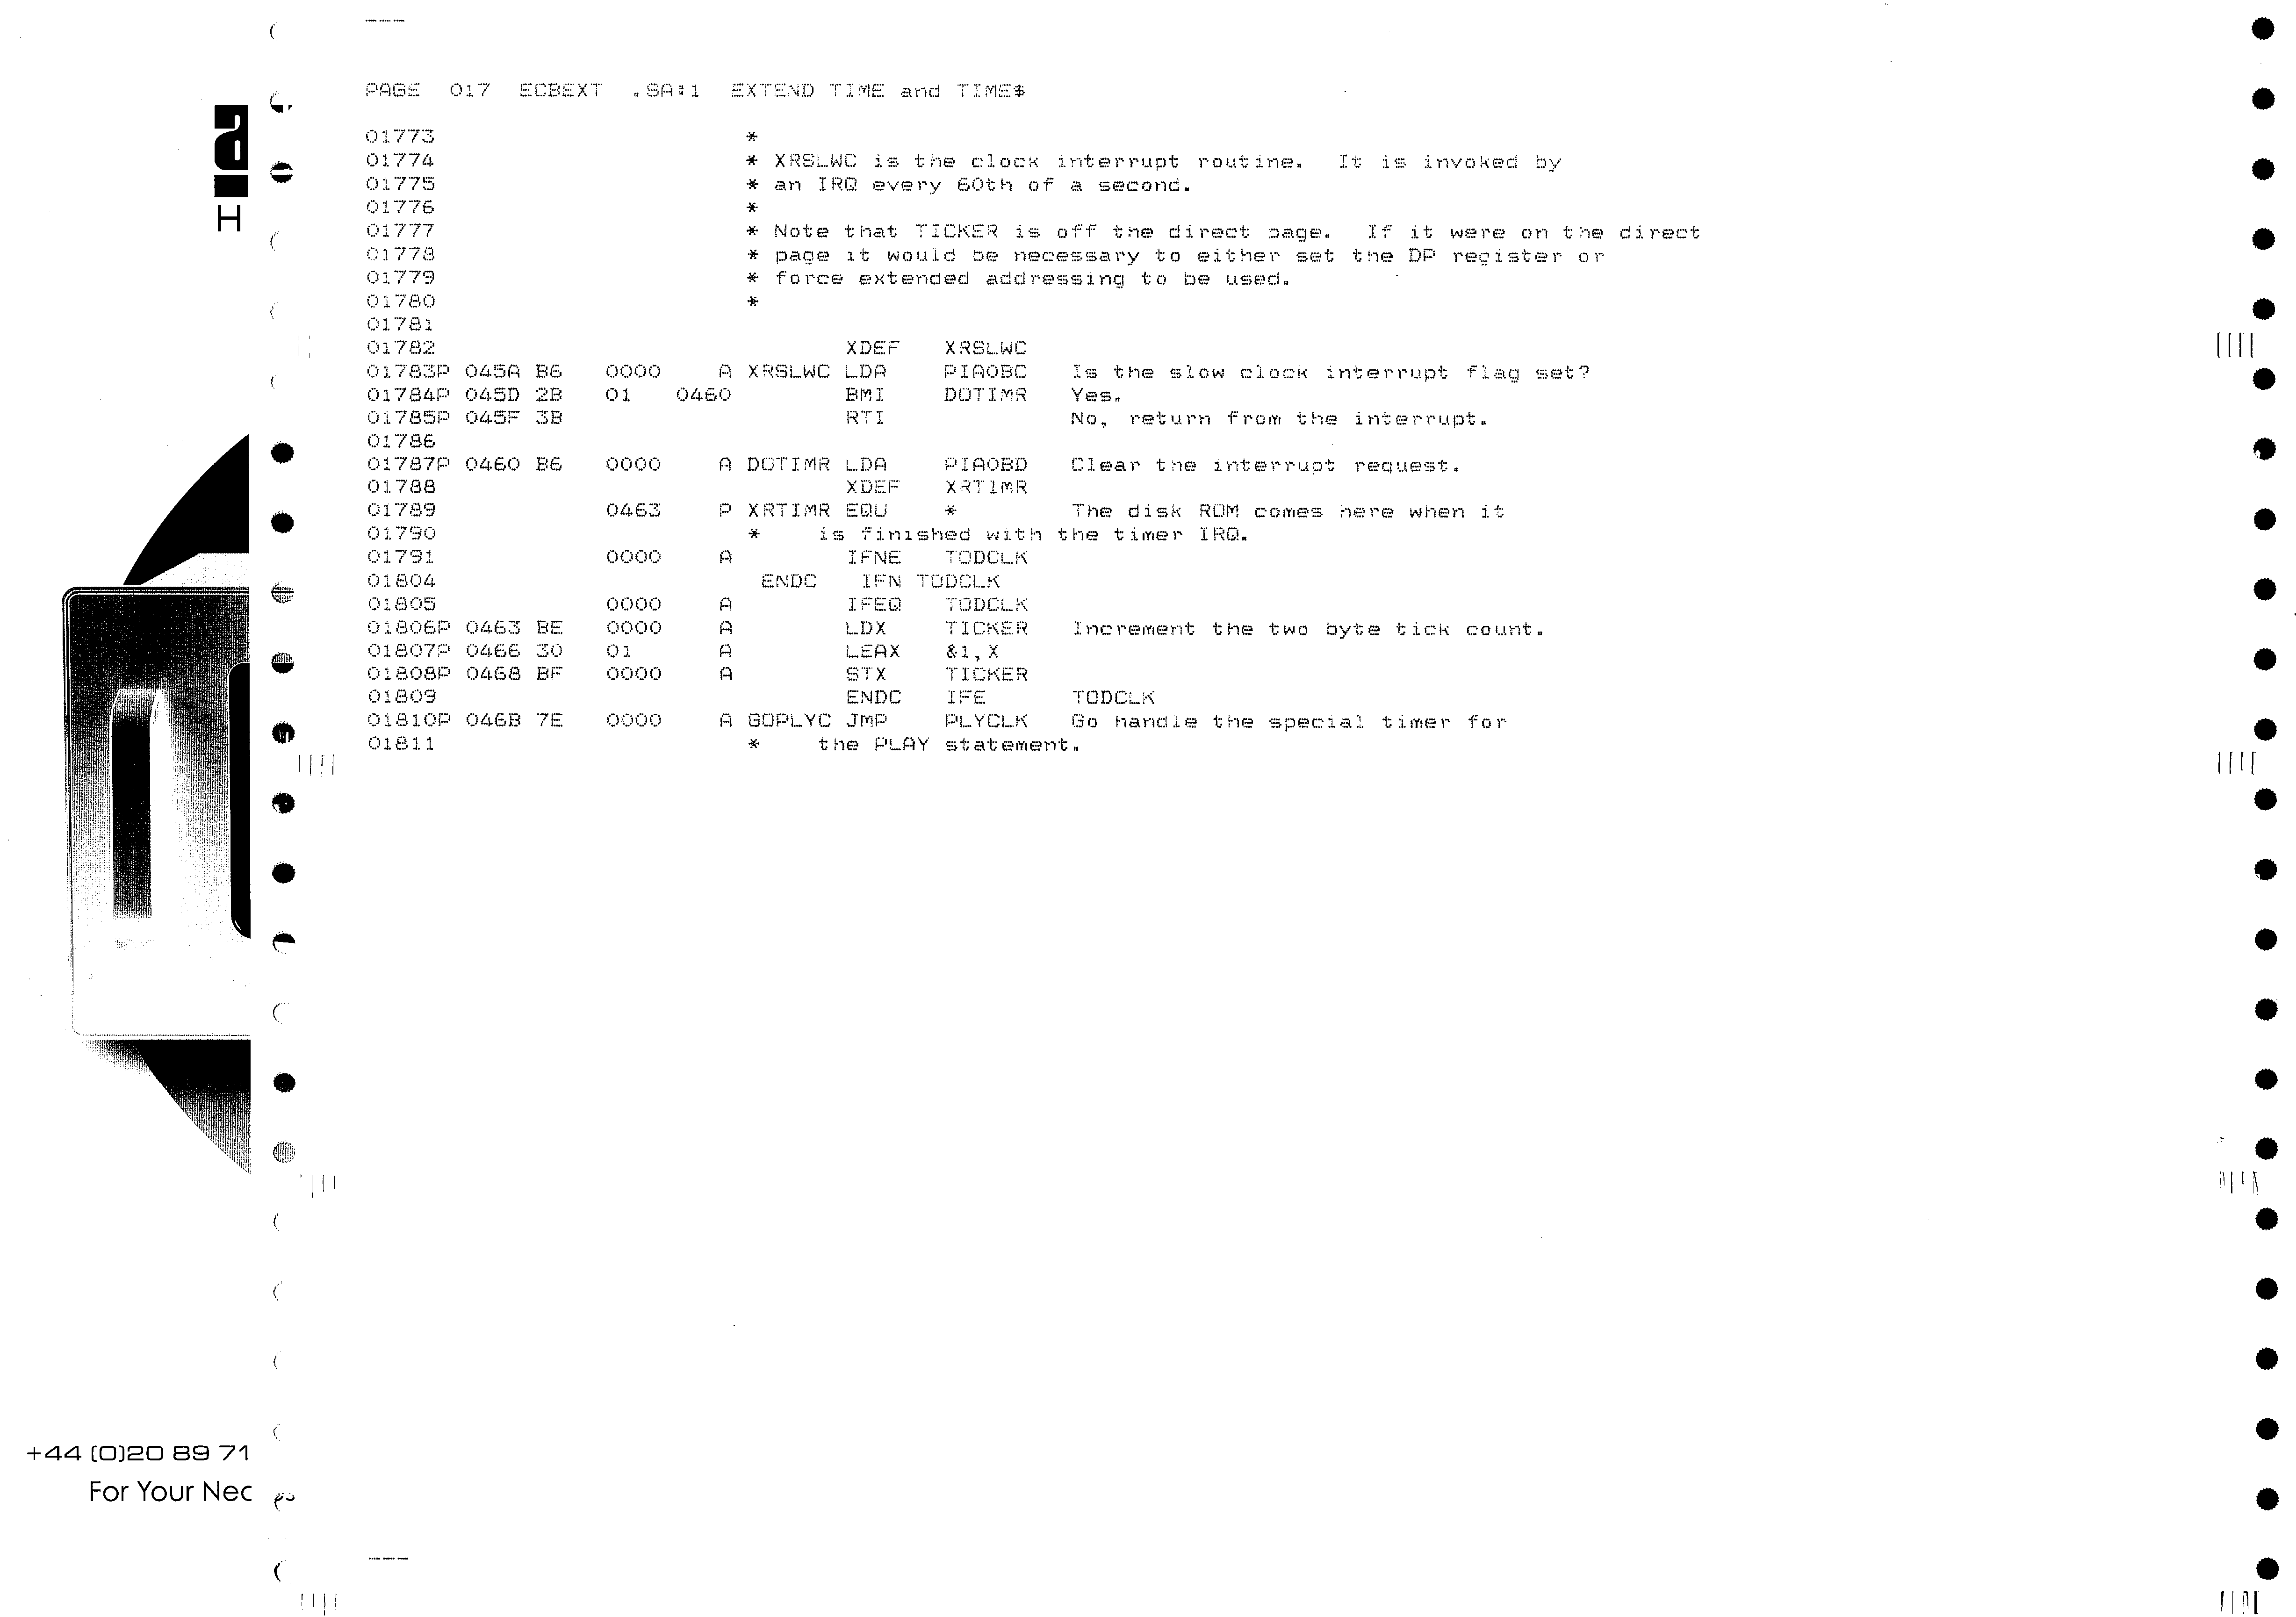 PAGE  017  ECBEXT  .SA:1  EXTEND TIME and TIME$
01773                      *
01774                      * XRSLWC is the clock interrupt routine.  It is invoked by
01775                      * an IRQ every 60th of a second.
01776                      *
01777                      * Note that TICKER is off the direct page.  If it were on the direct
01778                      * page it would be necessary to either set the DP register or
01779                      * force extended addressing to be used.
01780                      *
01781
01782                             XDEF   XRSLWC
01783P 045A B6   0000    A XRSLWC LDA    PIA0BC   Is the slow clock interrupt flag set?
01784P 045D 2B   01   0460        BMI    DOTIMR   Yes.
01785P 045F 3B                    RTI             No, return from the interrupt.
01786
01787P 0460 B6   0000    A DOTIMR LDA    PIA0BD   Clear the interrupt request.
01788                             XDEF   XRTIMR
01789            0463    P XRTIMR EQU    *        The disk ROM comes here when it
01790                      *    is finished with the timer IRQ.
01791            0000    A        IFNE   TODCLK
01804                       ENDC   IFN TODCLK
01805            0000    A        IFEQ   TODCLK
01806P 0463 BE   0000    A        LDX    TICKER   Increment the two byte tick count.
01807P 0466 30   01      A        LEAX   &1,X
01808P 0468 BF   0000    A        STX    TICKER
01809                             ENDC   IFE      TODCLK
01810P 046B 7E   0000    A GOPLYC JMP    PLYCLK   Go handle the special timer for
01811                      *    the PLAY statement.
H
+44 (0)20 89 71
For Your Nec